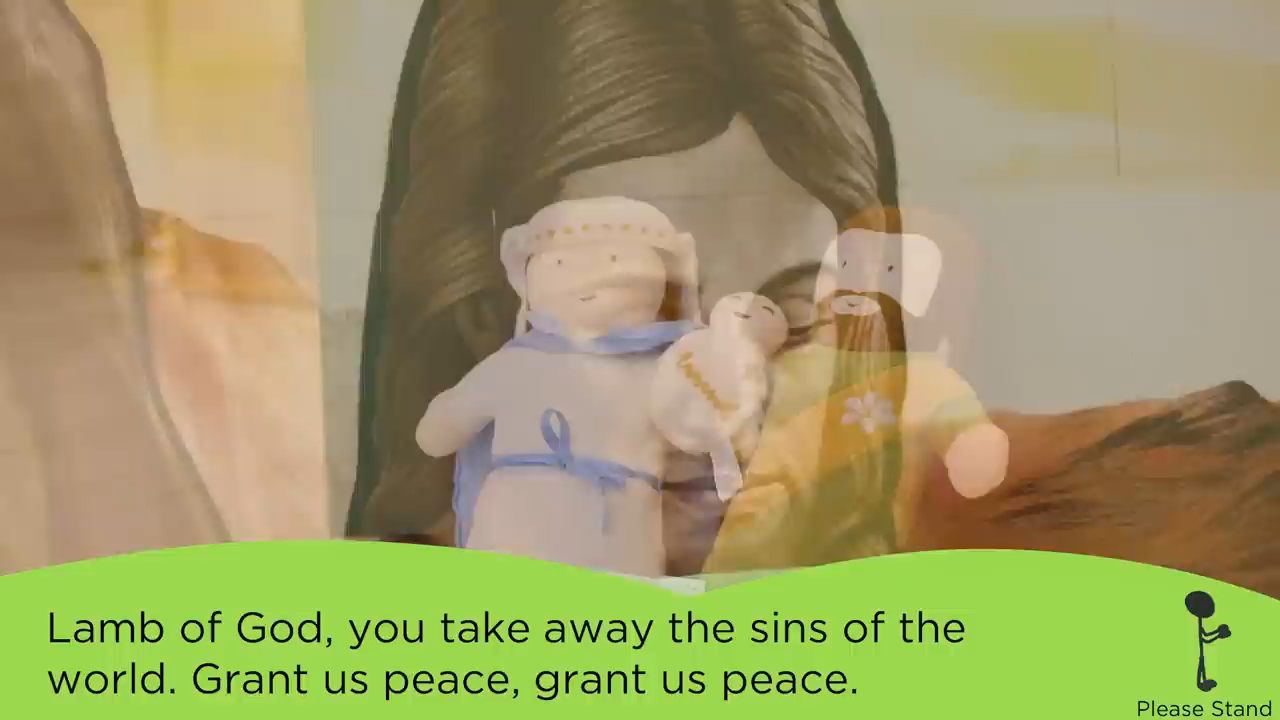 Lamb of God, you take away the sins of the
world. Grant us peace, grant us peace.
Please Stand